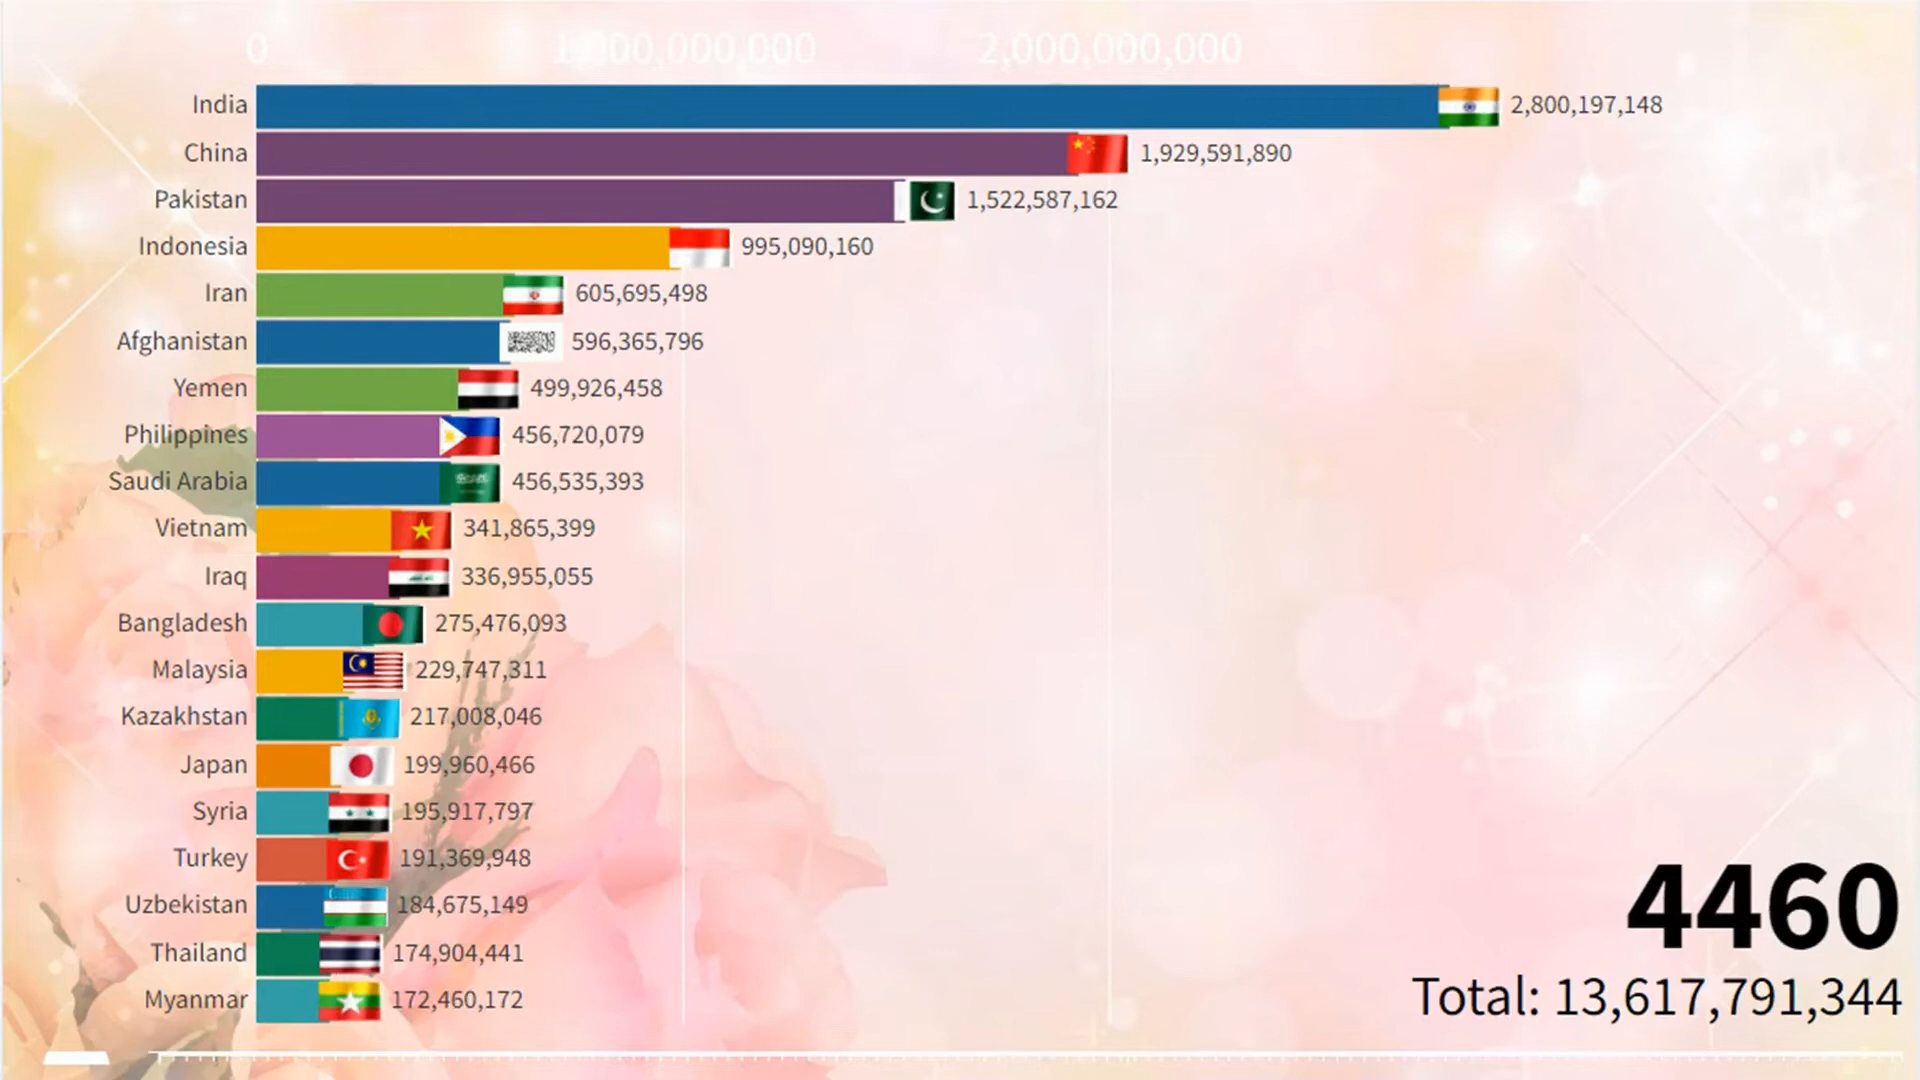 0 1,000,000,000 2,000,000,000
India 2,800,197,148
China 1,929,591,890
Pakistan 1,522,587,162
Indonesia 995,090,160
Iran 605,695,498
Afghanistan 596,365,796
Yemen 499,926,458
Philippines 456,720,079
Saudi Arabia 456,535,393
Vietnam 341,865,399
Iraq 336,955,055
Bangladesh 275,476,093
Malaysia 229,747,311
Kazakhstan 217,008,046
Japan 199,960,466
Syria 195,917,797
Turkey 191,369,948
Uzbekistan 184,675,149
Thailand 174,904,441
Myanmar 172,460,172
4460
Total: 13,617,791,344